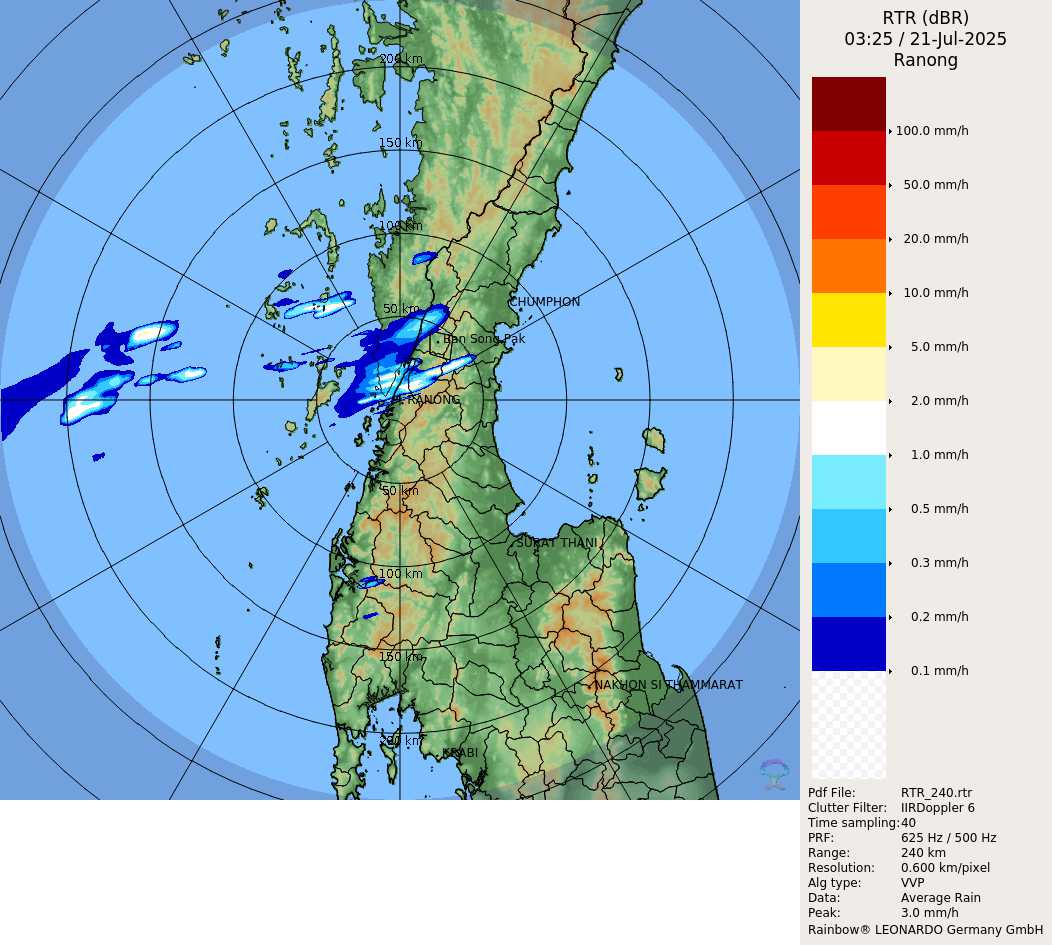 RTR (dBR)
03:25 / 21-Jul-2025
Ranong
200 km
150 km
100 km
50 km
CHUMPHON
Ban Song Pak
RANONG
50 km
SURAT THANI
100 km
150 km
NAKHON SI THAMMARAT
200 km
KRABI
100.0 mm/h
50.0 mm/h
20.0 mm/h
10.0 mm/h
5.0 mm/h
2.0 mm/h
1.0 mm/h
0.5 mm/h
0.3 mm/h
0.2 mm/h
0.1 mm/h
Pdf File: RTR_240.rtr
Clutter Filter: IIRDoppler 6
Time sampling: 40
PRF: 625 Hz / 500 Hz
Range: 240 km
Resolution: 0.600 km/pixel
Alg type: VVP
Data: Average Rain
Peak: 3.0 mm/h
Rainbow® LEONARDO Germany GmbH